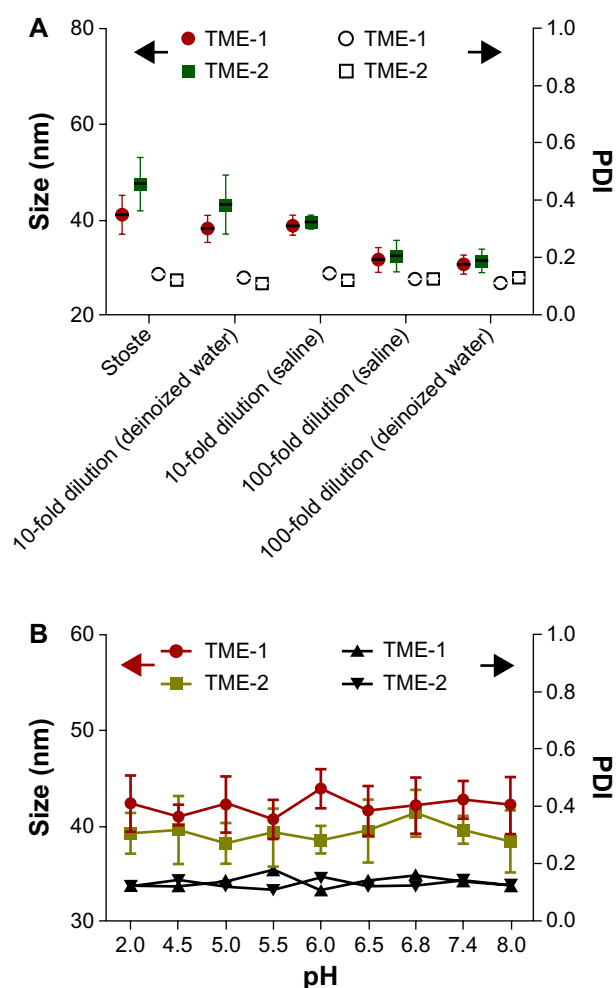 A
TME-1 TME-1
TME-2 TME-2
80
60
40
20
Size (nm)
1.0
0.8
0.6
0.4
0.2
0.0
PDI
Stoste
10-fold dilution (deinoized water)
10-fold dilution (saline)
100-fold dilution (saline)
100-fold dilution (deinoized water)
B
TME-1 TME-1
TME-2 TME-2
60
50
40
30
Size (nm)
1.0
0.8
0.6
0.4
0.2
0.0
PDI
2.0 4.5 5.0 5.5 6.0 6.5 6.8 7.4 8.0
pH